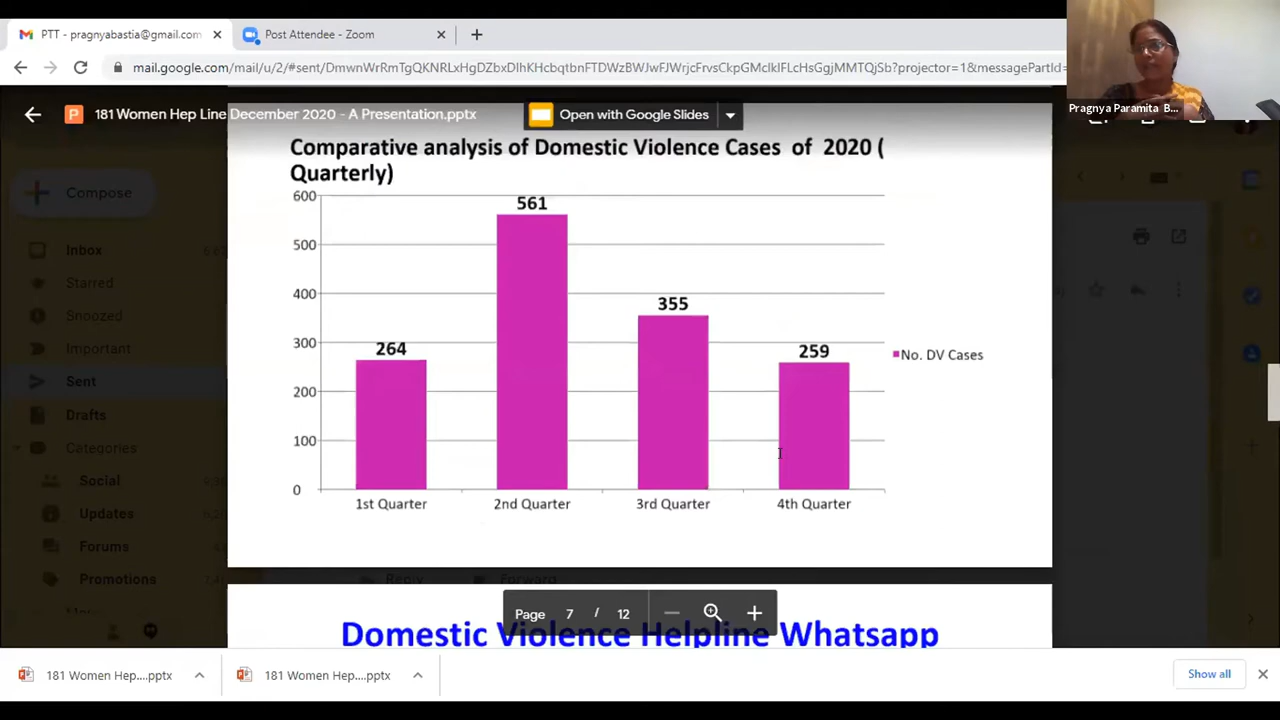 PTT - pragnyabastia@gmail.com
Post Attendee - Zoom
mail.google.com/mail/u/2/#sent/DmwnWrRmTgQKNRLxHgDZbxDlhKHcbqtbnFTDWzBWJwFJWrjcFrvsCkpGMclklFLcHsGgjMMTQjSb?projector=1&messagePartId=
Pragnya Paramita B...
181 Women Hep Line December 2020 - A Presentation.pptx
Open with Google Slides
Compose
Inbox
Starred
Snoozed
Important
Sent
Drafts
Categories
Social
Updates
Forums
Promotions
Comparative analysis of Domestic Violence Cases of 2020 (
Quarterly)
600
500
400
300
200
100
0
264
561
355
259
No. DV Cases
1st Quarter
2nd Quarter
3rd Quarter
4th Quarter
Reply
Forward
Page 7 / 12
Domestic Violence Helpline Whatsapp
181 Women Hep....pptx
181 Women Hep....pptx
Show all